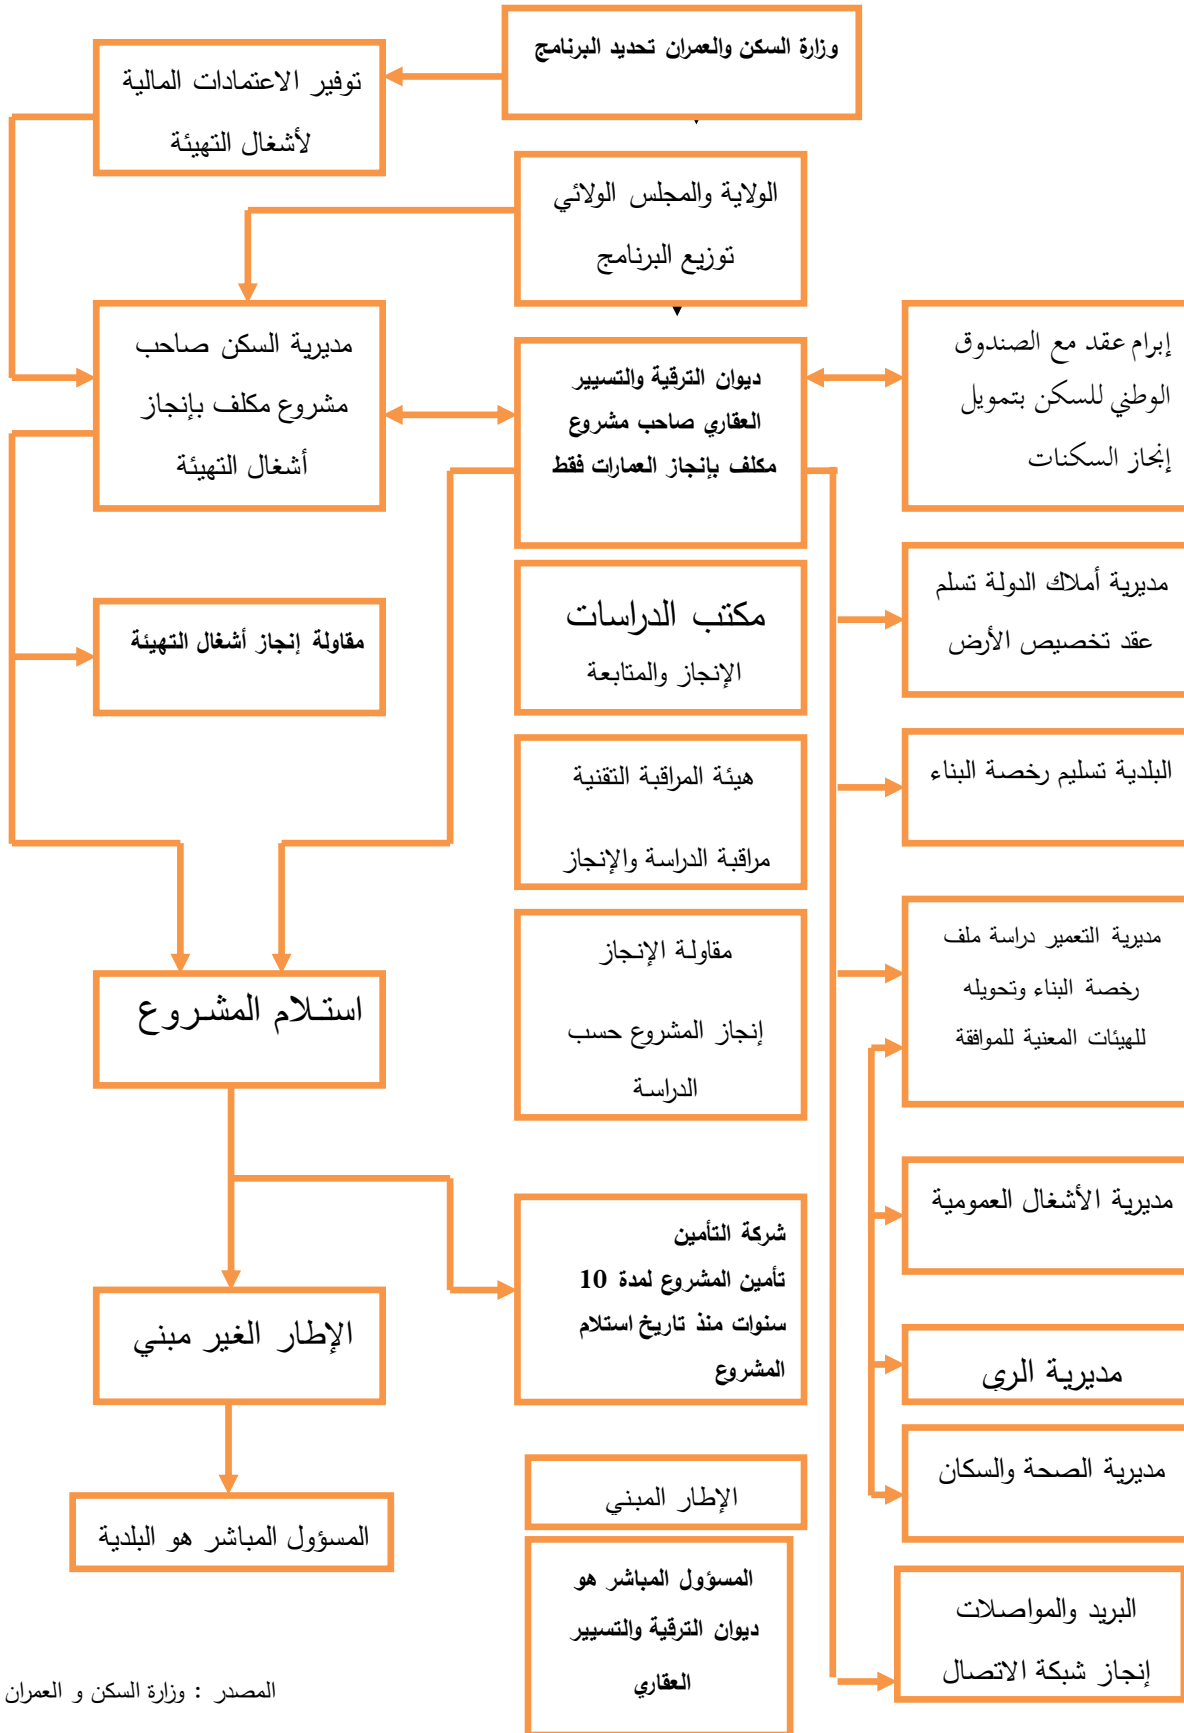 وزارة السكن والعمران تحديد البرنامج
توفير الاعتمادات المالية
لأشغال التهيئة
الولاية والمجلس الولائي
توزيع البرنامج
إبرام عقد مع الصندوق
الوطني للسكن بتمويل
إنجاز السكنات
ديوان الترقية والتسيير
العقاري صاحب مشروع
مكلف بإنجاز العمارات فقط
مديرية السكن صاحب
مشروع مكلف بإنجاز
أشغال التهيئة
مديرية أملاك الدولة تسلم
عقد تخصيص الأرض
مكتب الدراسات
الإنجاز والمتابعة
مقاولة إنجاز أشغال التهيئة
البلدية تسليم رخصة البناء
هيئة المراقبة التقنية
مراقبة الدراسة والإنجاز
مديرية التعمير دراسة ملف
رخصة البناء وتحويله
للهيئات المعنية للموافقة
مقاولة الإنجاز
إنجاز المشروع حسب
الدراسة
استلام المشروع
مديرية الأشغال العمومية
شركة التأمين
تأمين المشروع لمدة 10
سنوات منذ تاريخ استلام
المشروع
الإطار الغير مبني
مديرية الري
مديرية الصحة والسكان
الإطار المبني
المسؤول المباشر هو البلدية
المسؤول المباشر هو
ديوان الترقية والتسيير
العقاري
البريد والمواصلات
إنجاز شبكة الاتصال
المصدر : وزارة السكن و العمران